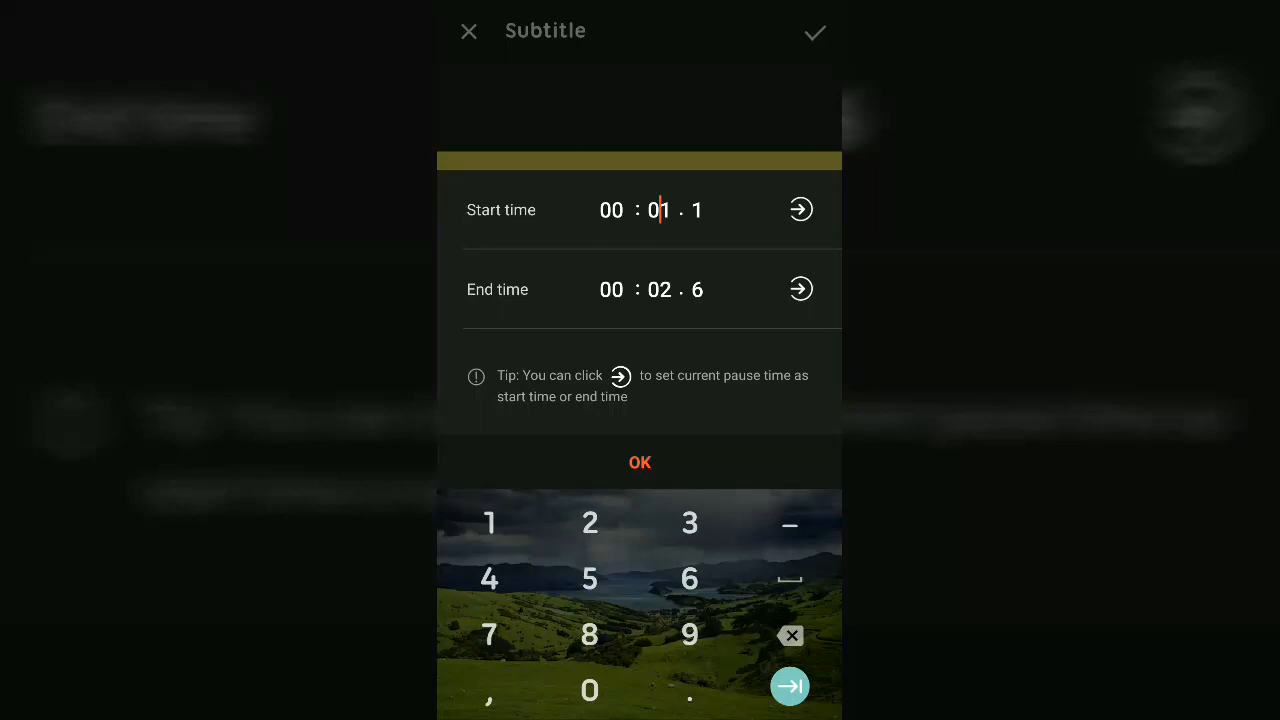 Subtitle
Start time 00 : 01 . 1
End time 00 : 02 . 6
Tip: You can click to set current pause time as
start time or end time
OK
1 2 3 –
4 5 6
7 8 9
, 0 .